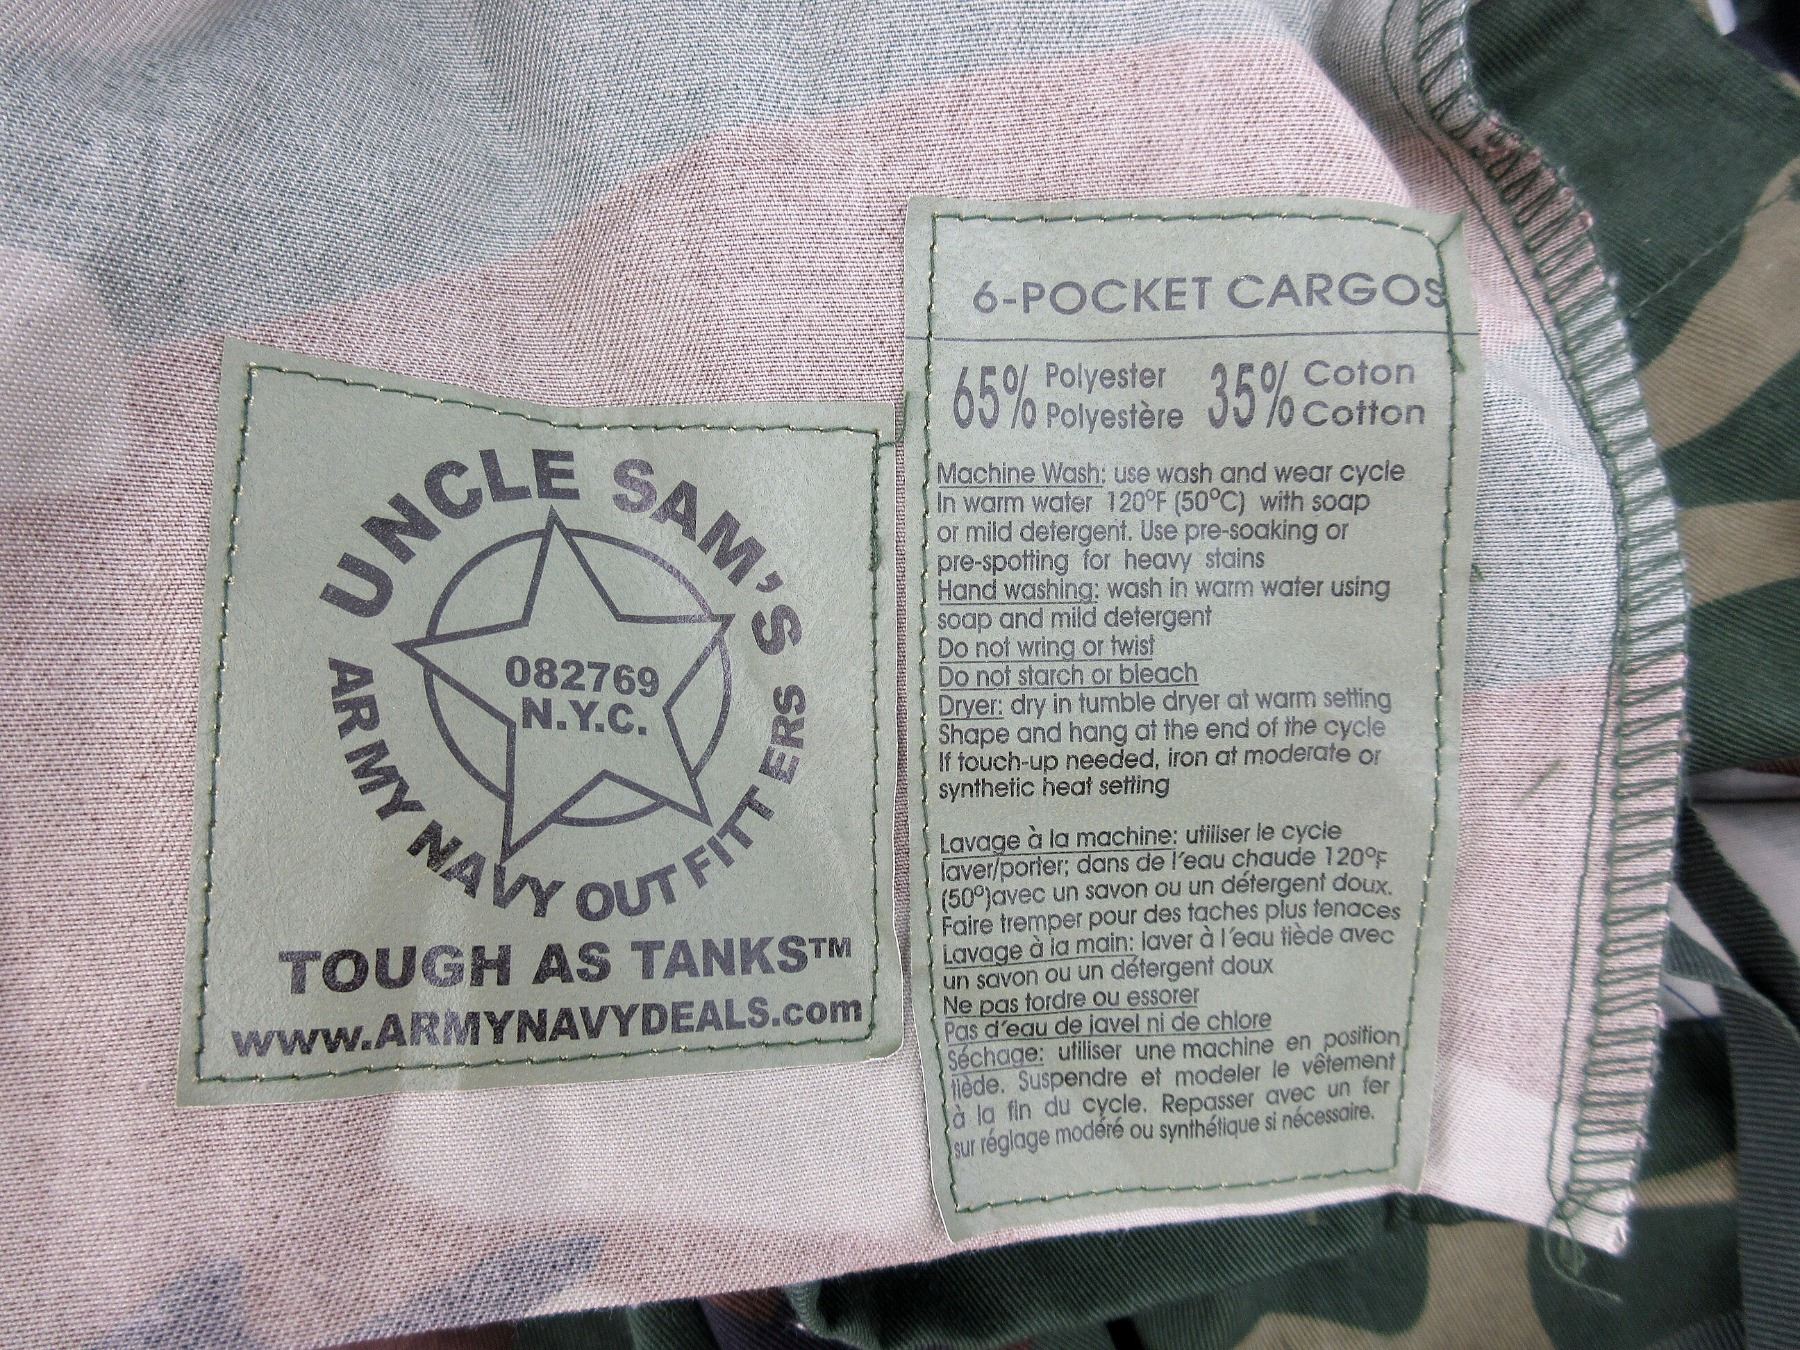 UNCLE SAM'S
ARMY NAVY OUTFITTERS
082769
N.Y.C.
TOUGH AS TANKS™
www.ARMYNAVYDEALS.com
6-POCKET CARGOS
65% Polyester Polyestère 35% Coton Cotton
Machine Wash: use wash and wear cycle
In warm water 120°F (50°C) with soap
or mild detergent. Use pre-soaking or
pre-spotting for heavy stains
Hand washing: wash in warm water using
soap and mild detergent
Do not wring or twist
Do not starch or bleach
Dryer: dry in tumble dryer at warm setting
Shape and hang at the end of the cycle
If touch-up needed, iron at moderate or
synthetic heat setting
Lavage à la machine: utiliser le cycle
laver/porter; dans de l'eau chaude 120°F
(50°)avec un savon ou un détergent doux.
Faire tremper pour des taches plus tenaces
Lavage à la main: laver à l'eau tiède avec
un savon ou un détergent doux
Ne pas tordre ou essorer
Pas d'eau de javel ni de chlore
Séchage: utiliser une machine en position
tiède. Suspendre et modeler le vêtement
à la fin du cycle. Repasser avec un fer
sur réglage modéré ou synthétique si nécessaire.